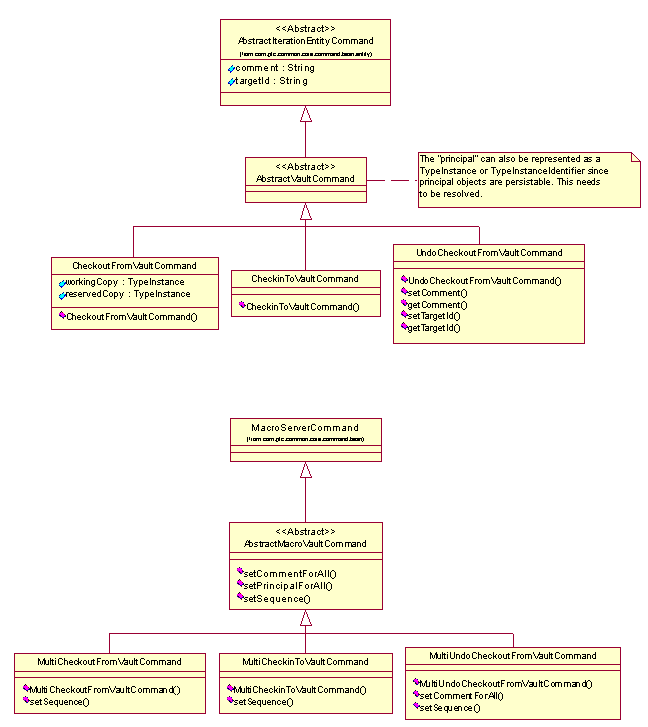 <<Abstract>>
AbstractIterationEntityCommand
(from com.ptc.common.core.command.bean.entity)
comment : String
targetId : String
<<Abstract>>
AbstractVaultCommand
The "principal" can also be represented as a
TypeInstance or TypeInstanceIdentifier since
principal objects are persistable. This needs
to be resolved.
CheckoutFromVaultCommand
workingCopy : TypeInstance
reservedCopy : TypeInstance
CheckoutFromVaultCommand()
CheckinToVaultCommand
CheckinToVaultCommand()
UndoCheckoutFromVaultCommand
UndoCheckoutFromVaultCommand()
setComment()
getComment()
setTargetId()
getTargetId()
MacroServerCommand
(from com.ptc.common.core.command.bean)
<<Abstract>>
AbstractMacroVaultCommand
setCommentForAll()
setPrincipalForAll()
setSequence()
MultiCheckoutFromVaultCommand
MultiCheckoutFromVaultCommand()
setSequence()
MultiCheckinToVaultCommand
MultiCheckinToVaultCommand()
setSequence()
MultiUndoCheckoutFromVaultCommand
MultiUndoCheckoutFromVaultCommand()
setCommentForAll()
setSequence()